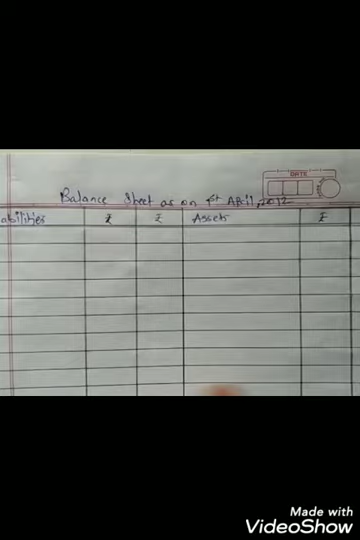 DATE
Balance Sheet as on 1st April, 2012
abilities ₹ ₹ Assets ₹
Made with
VideoShow